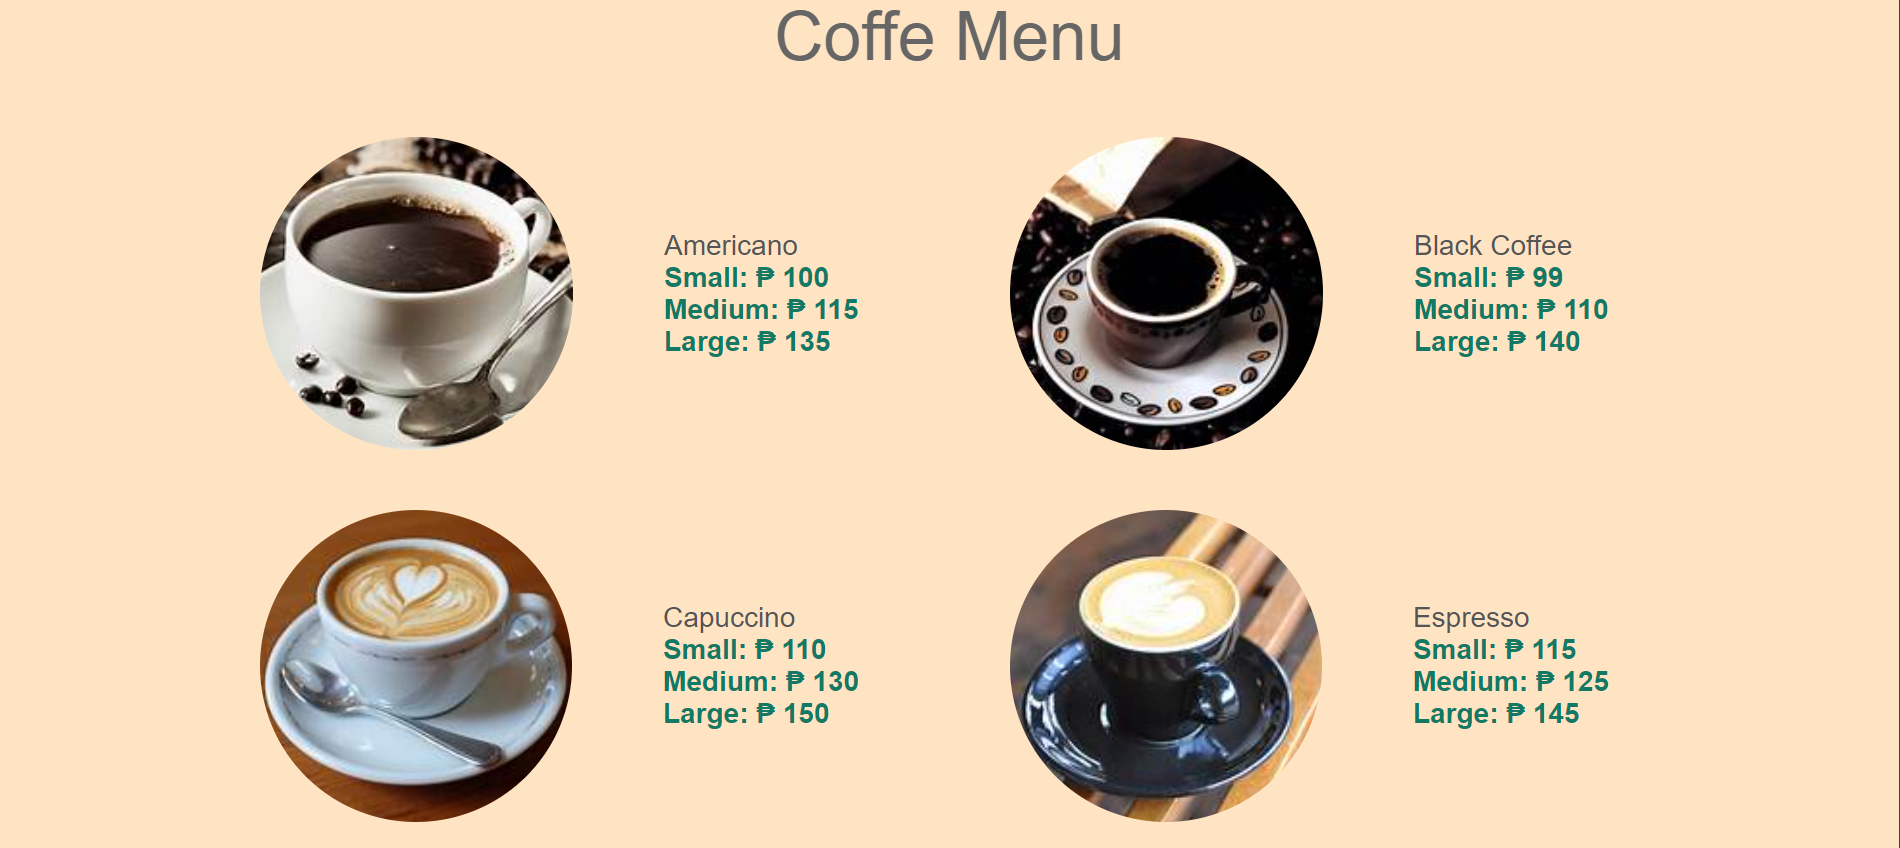 Coffe Menu
Americano
Small: ₱ 100
Medium: ₱ 115
Large: ₱ 135
Black Coffee
Small: ₱ 99
Medium: ₱ 110
Large: ₱ 140
Capuccino
Small: ₱ 110
Medium: ₱ 130
Large: ₱ 150
Espresso
Small: ₱ 115
Medium: ₱ 125
Large: ₱ 145